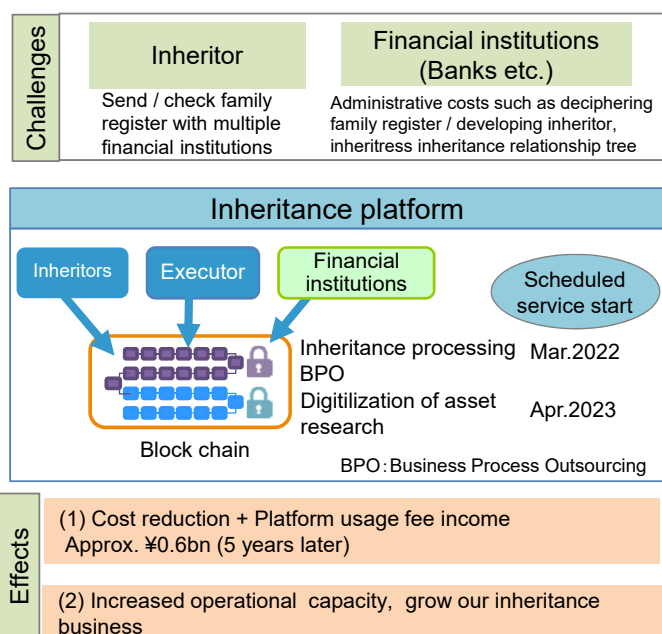 Challenges
Inheritor
Send / check family
register with multiple
financial institutions
Financial institutions
(Banks etc.)
Administrative costs such as deciphering
family register / developing inheritor,
inheritress inheritance relationship tree
Inheritance platform
Inheritors
Executor
Financial
institutions
Scheduled
service start
Block chain
Inheritance processing Mar.2022
BPO
Digitilization of asset
research Apr.2023
BPO：Business Process Outsourcing
Effects
(1) Cost reduction + Platform usage fee income
Approx. ¥0.6bn (5 years later)
(2) Increased operational capacity, grow our inheritance
business